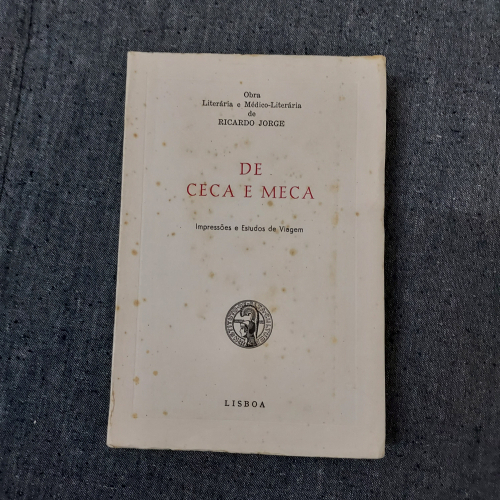 Obra
Literária e Médico-Literária
de
RICARDO JORGE
DE
CECA E MECA
Impressões e Estudos de Viagem
LISBOA